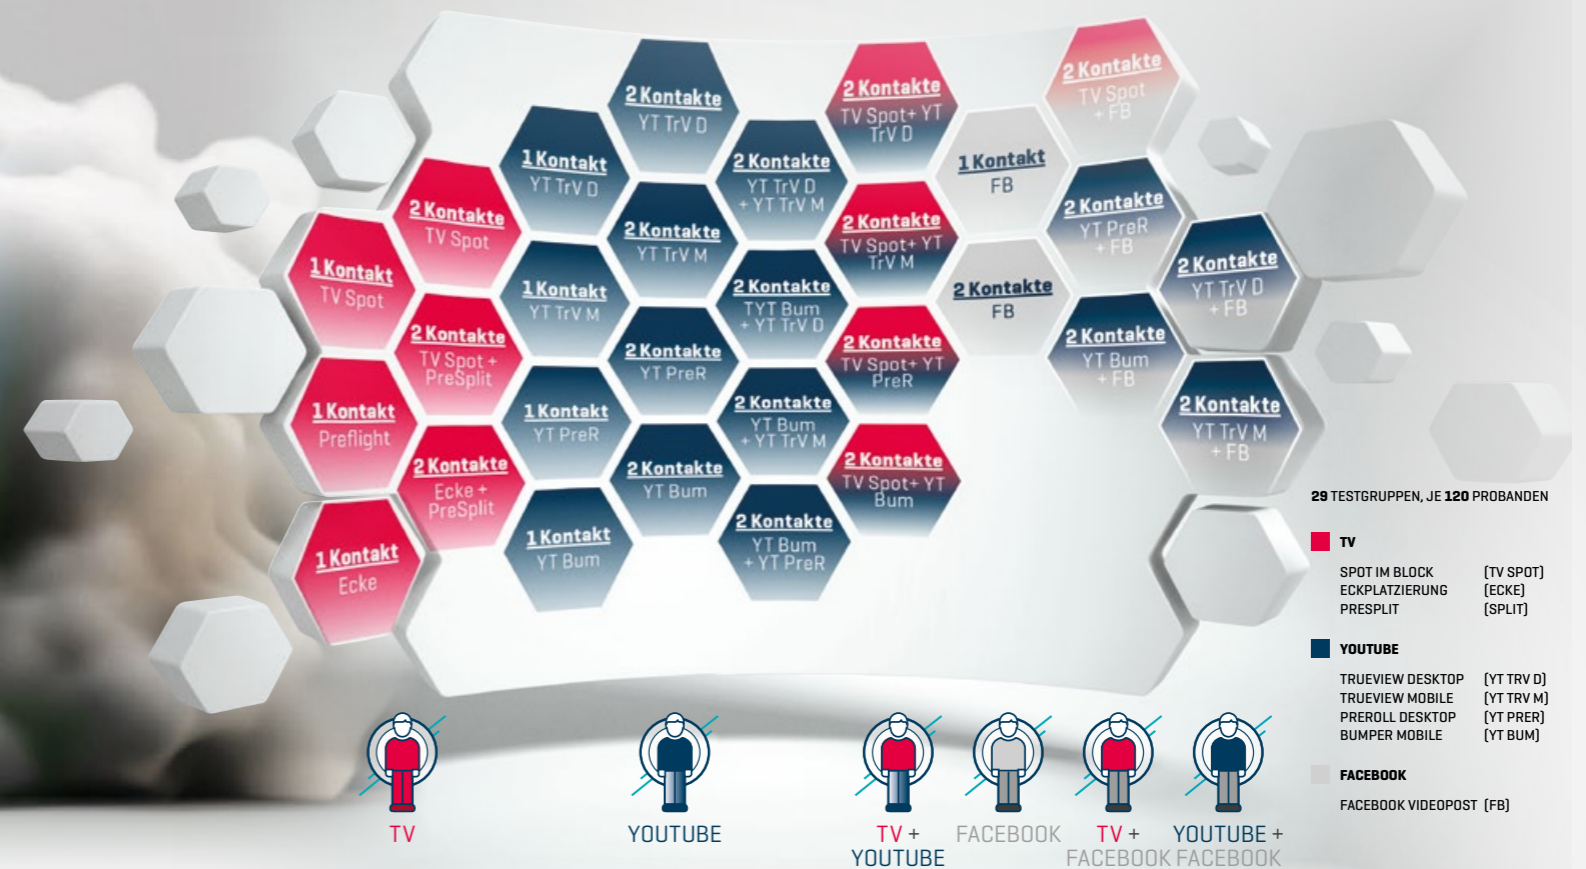 1 Kontakt
TV Spot
1 Kontakt
Preflight
1 Kontakt
Ecke
2 Kontakte
TV Spot
2 Kontakte
TV Spot +
PreSplit
2 Kontakte
Ecke +
PreSplit
1 Kontakt
YT TrV D
1 Kontakt
YT TrV M
1 Kontakt
YT PreR
1 Kontakt
YT Bum
2 Kontakte
YT TrV D
2 Kontakte
YT TrV M
2 Kontakte
YT PreR
2 Kontakte
YT Bum
2 Kontakte
YT TrV D
+ YT TrV M
2 Kontakte
TYT Bum
+ YT TrV D
2 Kontakte
YT Bum
+ YT TrV M
2 Kontakte
YT Bum
+ YT PreR
2 Kontakte
TV Spot+ YT
TrV D
2 Kontakte
TV Spot+ YT
TrV M
2 Kontakte
TV Spot+ YT
PreR
2 Kontakte
TV Spot+ YT
Bum
1 Kontakt
FB
2 Kontakte
FB
2 Kontakte
TV Spot
+ FB
2 Kontakte
YT PreR
+ FB
2 Kontakte
YT Bum
+ FB
2 Kontakte
YT TrV D
+ FB
2 Kontakte
YT TrV M
+ FB
29 TESTGRUPPEN, JE 120 PROBANDEN
TV
SPOT IM BLOCK (TV SPOT)
ECKPLATZIERUNG (ECKE)
PRESPLIT (SPLIT)
YOUTUBE
TRUEVIEW DESKTOP (YT TRV D)
TRUEVIEW MOBILE (YT TRV M)
PREROLL DESKTOP (YT PRER)
BUMPER MOBILE (YT BUM)
FACEBOOK
FACEBOOK VIDEOPOST (FB)
TV
YOUTUBE
TV +
YOUTUBE
FACEBOOK
TV +
FACEBOOK
YOUTUBE +
FACEBOOK